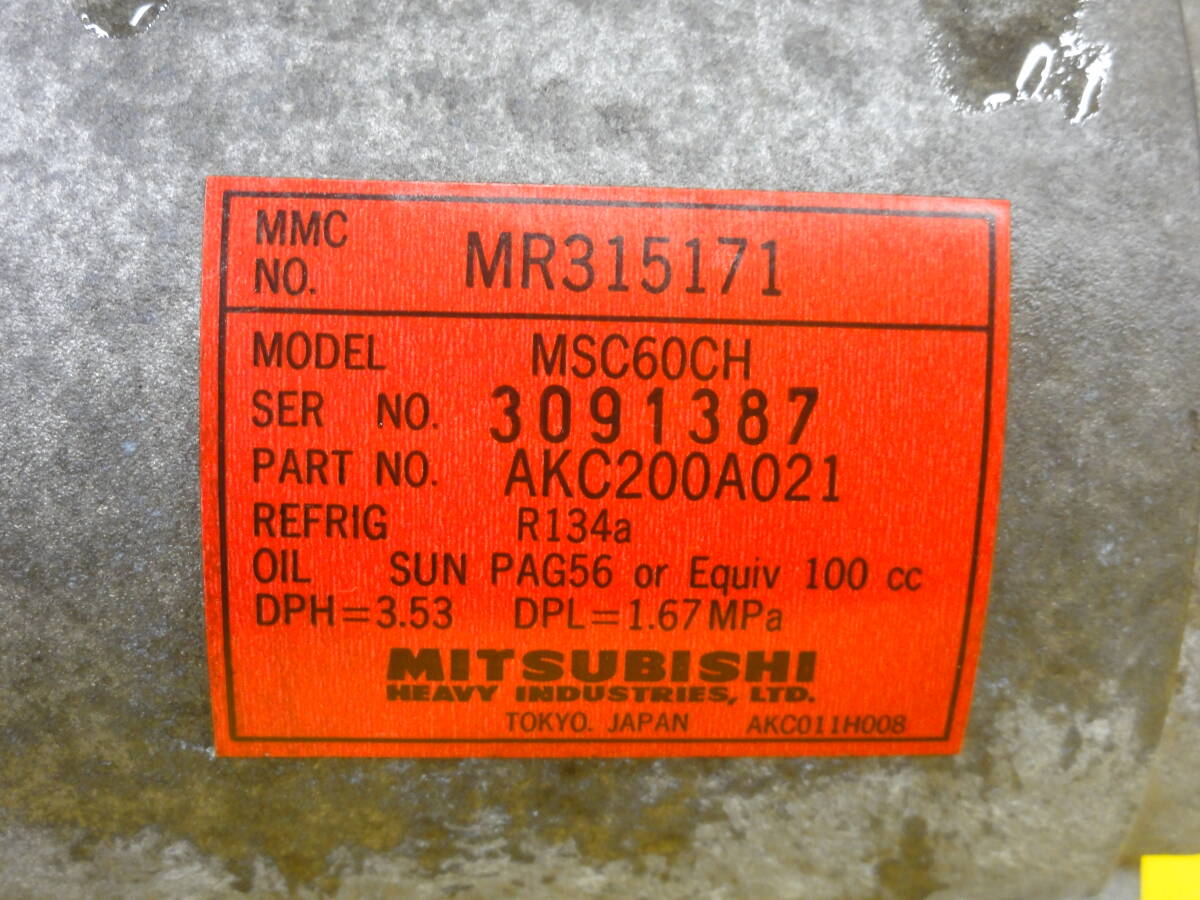 MMC NO. MR315171
MODEL MSC60CH
SER NO. 3091387
PART NO. AKC200A021
REFRIG R134a
OIL SUN PAG56 or Equiv 100 cc
DPH=3.53 DPL=1.67MPa
MITSUBISHI
HEAVY INDUSTRIES, LTD.
TOKYO. JAPAN AKC011H008